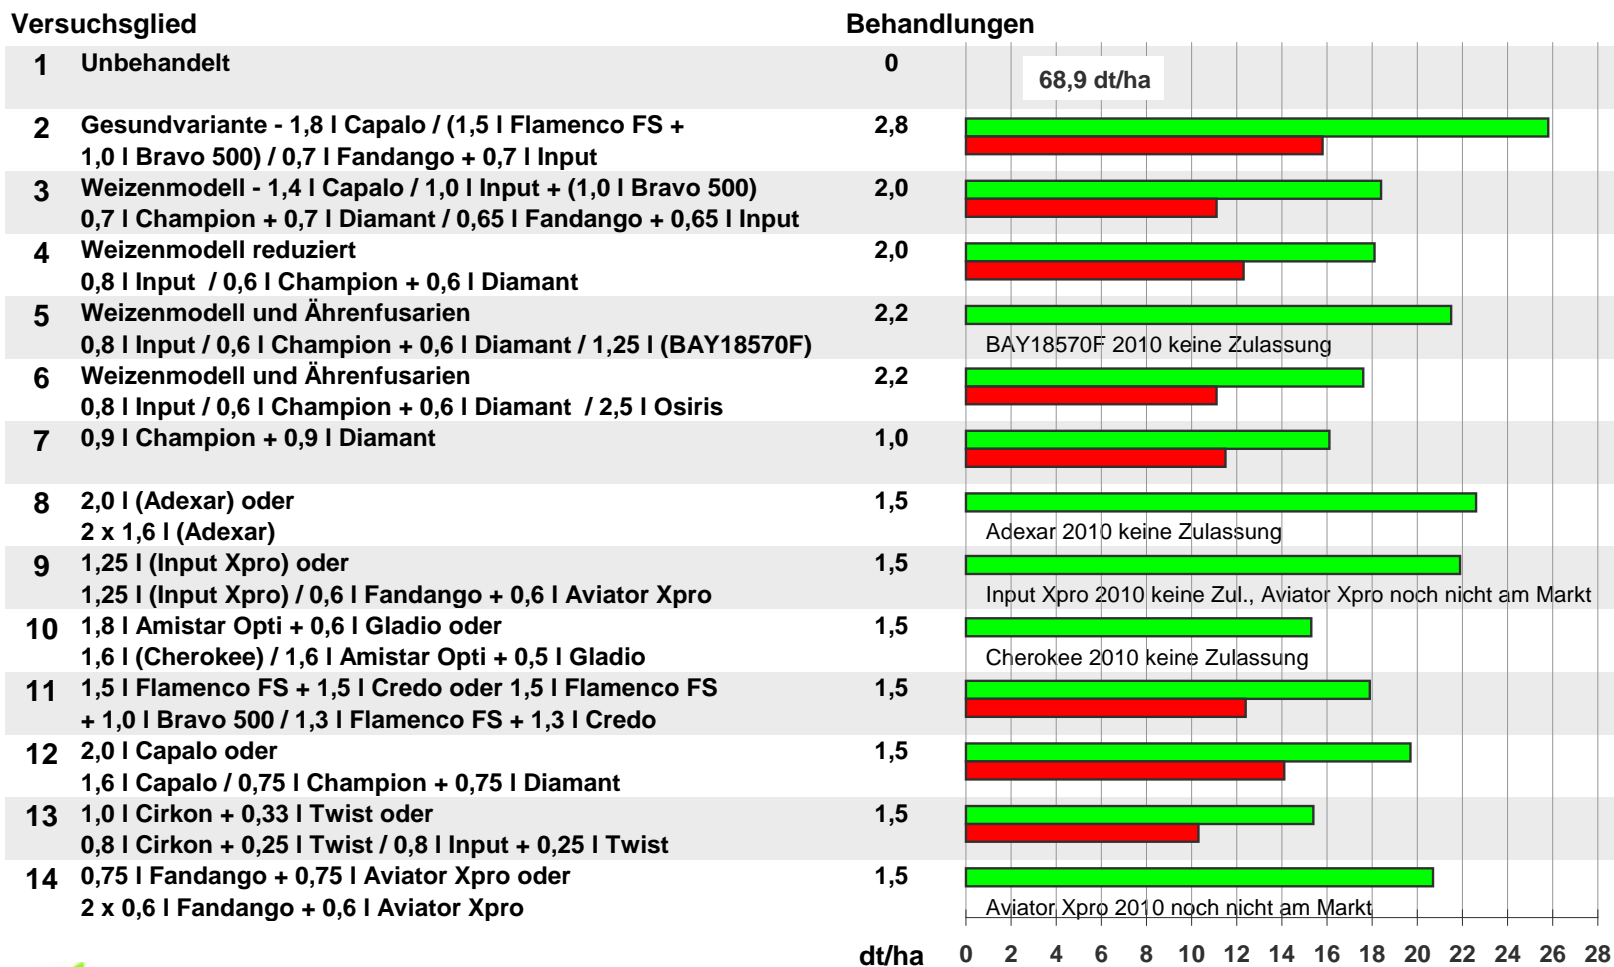 Versuchsglied Behandlungen
1 Unbehandelt 0
68,9 dt/ha
2 Gesundvariante - 1,8 l Capalo / (1,5 l Flamenco FS + 2,8
1,0 l Bravo 500) / 0,7 l Fandango + 0,7 l Input
3 Weizenmodell - 1,4 l Capalo / 1,0 l Input + (1,0 l Bravo 500) 2,0
0,7 l Champion + 0,7 l Diamant / 0,65 l Fandango + 0,65 l Input
4 Weizenmodell reduziert 2,0
0,8 l Input / 0,6 l Champion + 0,6 l Diamant
5 Weizenmodell und Ährenfusarien 2,2
0,8 l Input / 0,6 l Champion + 0,6 l Diamant / 1,25 l (BAY18570F) BAY18570F 2010 keine Zulassung
6 Weizenmodell und Ährenfusarien 2,2
0,8 l Input / 0,6 l Champion + 0,6 l Diamant / 2,5 l Osiris
7 0,9 l Champion + 0,9 l Diamant 1,0
8 2,0 l (Adexar) oder 1,5
2 x 1,6 l (Adexar) Adexar 2010 keine Zulassung
9 1,25 l (Input Xpro) oder 1,5
1,25 l (Input Xpro) / 0,6 l Fandango + 0,6 l Aviator Xpro Input Xpro 2010 keine Zul., Aviator Xpro noch nicht am Markt
10 1,8 l Amistar Opti + 0,6 l Gladio oder 1,5
1,6 l (Cherokee) / 1,6 l Amistar Opti + 0,5 l Gladio Cherokee 2010 keine Zulassung
11 1,5 l Flamenco FS + 1,5 l Credo oder 1,5 l Flamenco FS 1,5
+ 1,0 l Bravo 500 / 1,3 l Flamenco FS + 1,3 l Credo
12 2,0 l Capalo oder 1,5
1,6 l Capalo / 0,75 l Champion + 0,75 l Diamant
13 1,0 l Cirkon + 0,33 l Twist oder 1,5
0,8 l Cirkon + 0,25 l Twist / 0,8 l Input + 0,25 l Twist
14 0,75 l Fandango + 0,75 l Aviator Xpro oder 1,5
2 x 0,6 l Fandango + 0,6 l Aviator Xpro Aviator Xpro 2010 noch nicht am Markt
dt/ha 0 2 4 6 8 10 12 14 16 18 20 22 24 26 28